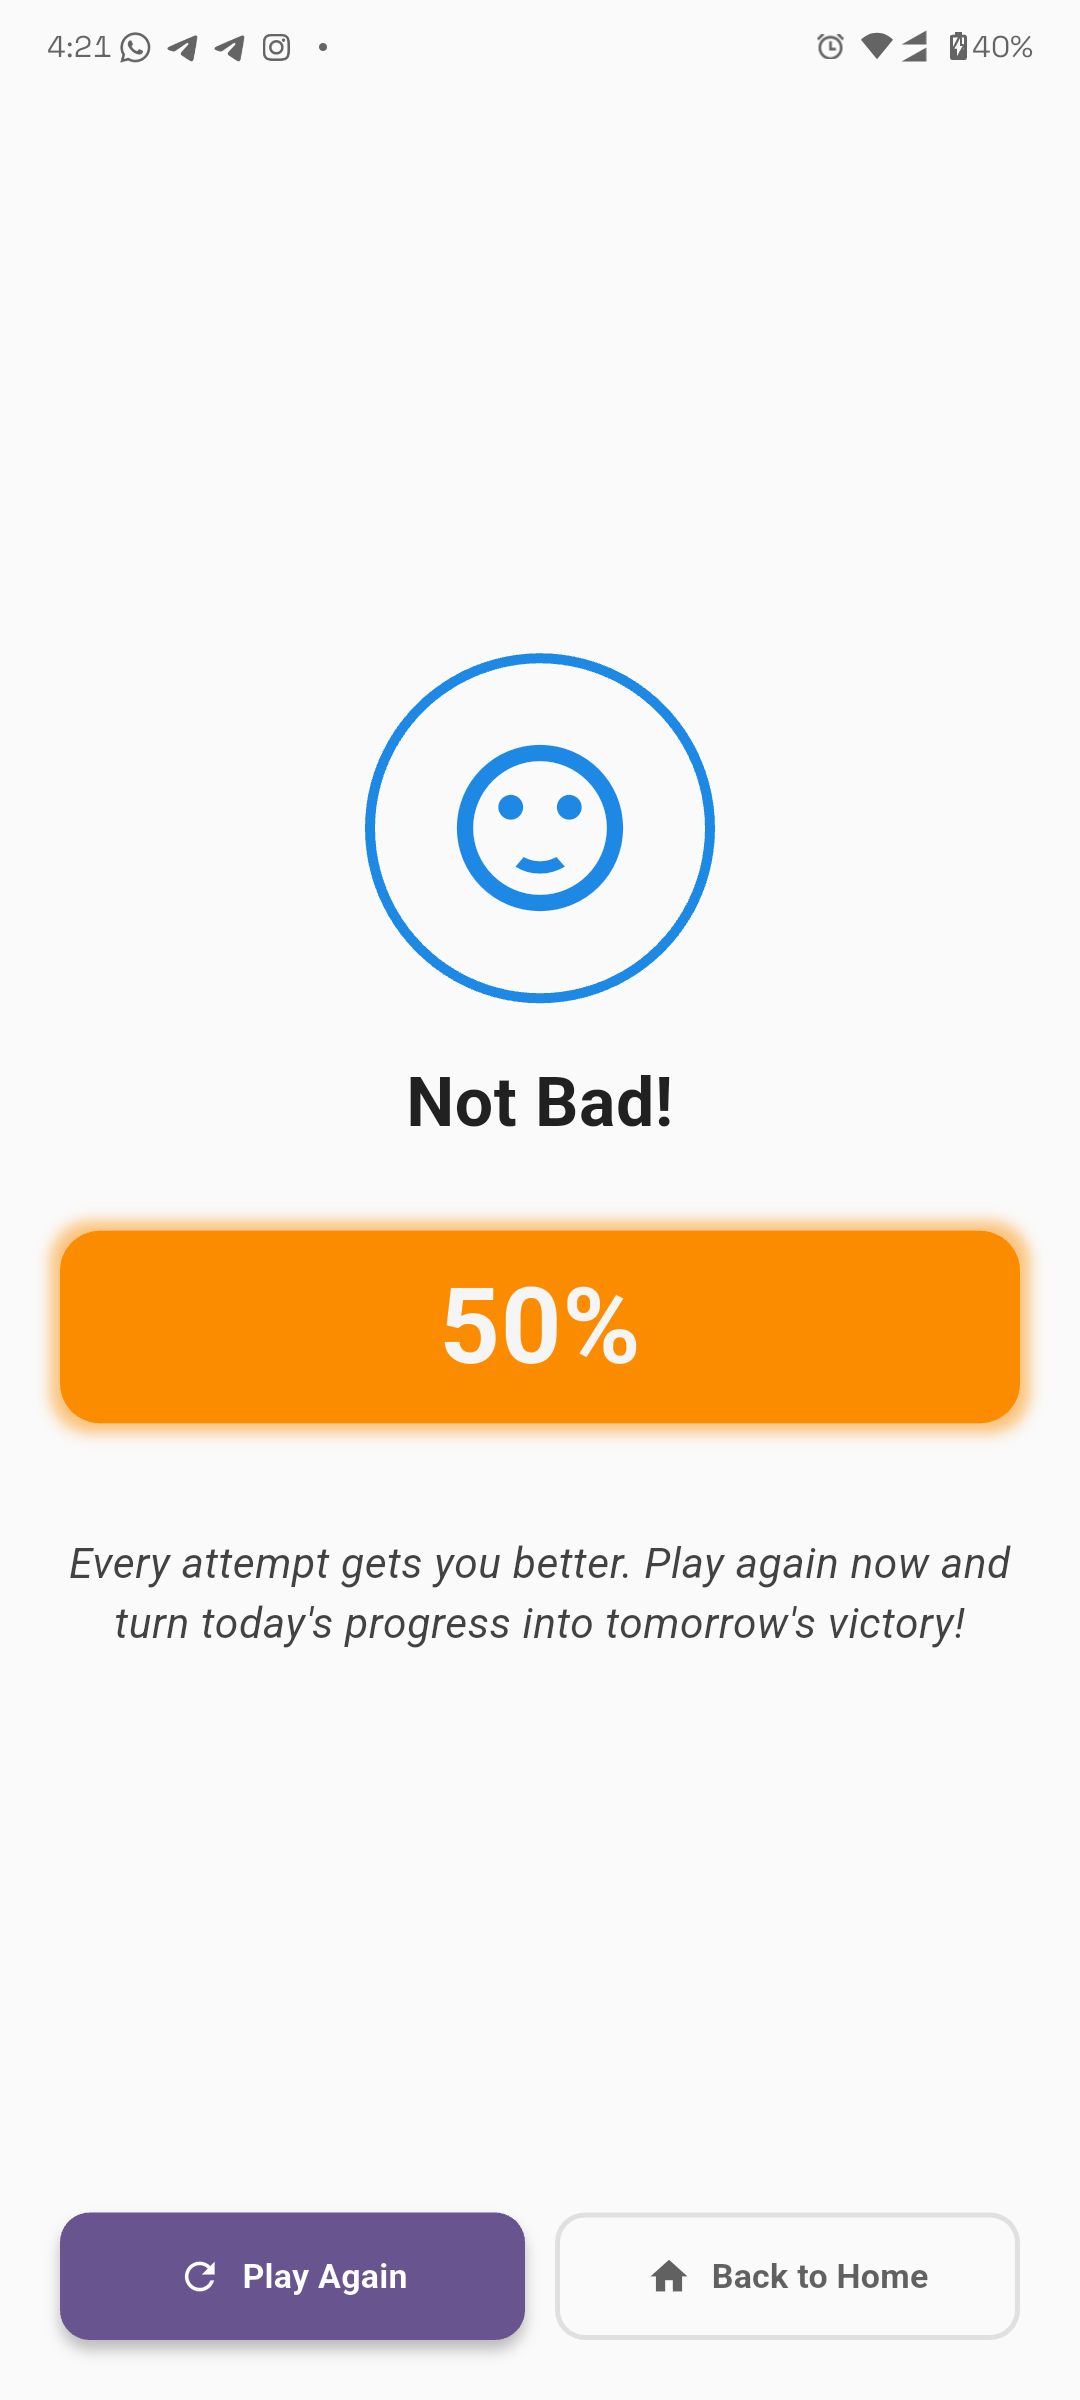 4:21
40%
Not Bad!
50%
Every attempt gets you better. Play again now and
turn today's progress into tomorrow's victory!
Play Again
Back to Home